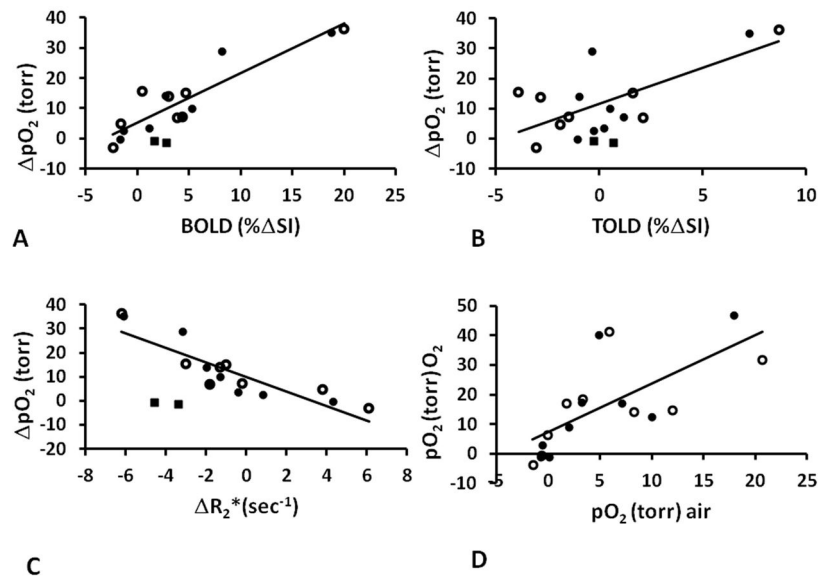 40
30
20
10
0
-10
-5 0 5 10 15 20 25
ΔpO₂ (torr)
BOLD (%ΔSI)
A
40
30
20
10
0
-10
-5 0 5 10
ΔpO₂ (torr)
TOLD (%ΔSI)
B
40
30
20
10
0
-10
-20
-8 -6 -4 -2 0 2 4 6 8
ΔpO₂ (torr)
ΔR₂*(sec⁻¹)
C
50
40
30
20
10
0
-10
-5 0 5 10 15 20 25
pO₂ (torr) O₂
pO₂ (torr) air
D